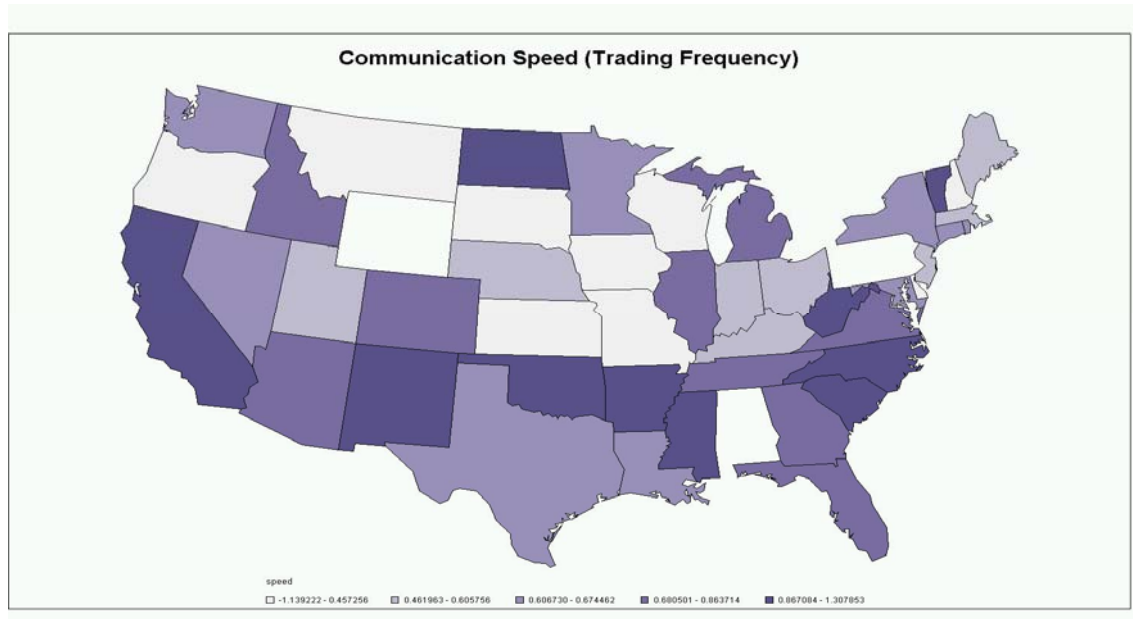 Communication Speed (Trading Frequency)
speed
-1.139222 - 0.457256 0.461963 - 0.605756 0.606730 - 0.674462 0.680501 - 0.863714 0.867084 - 1.307853